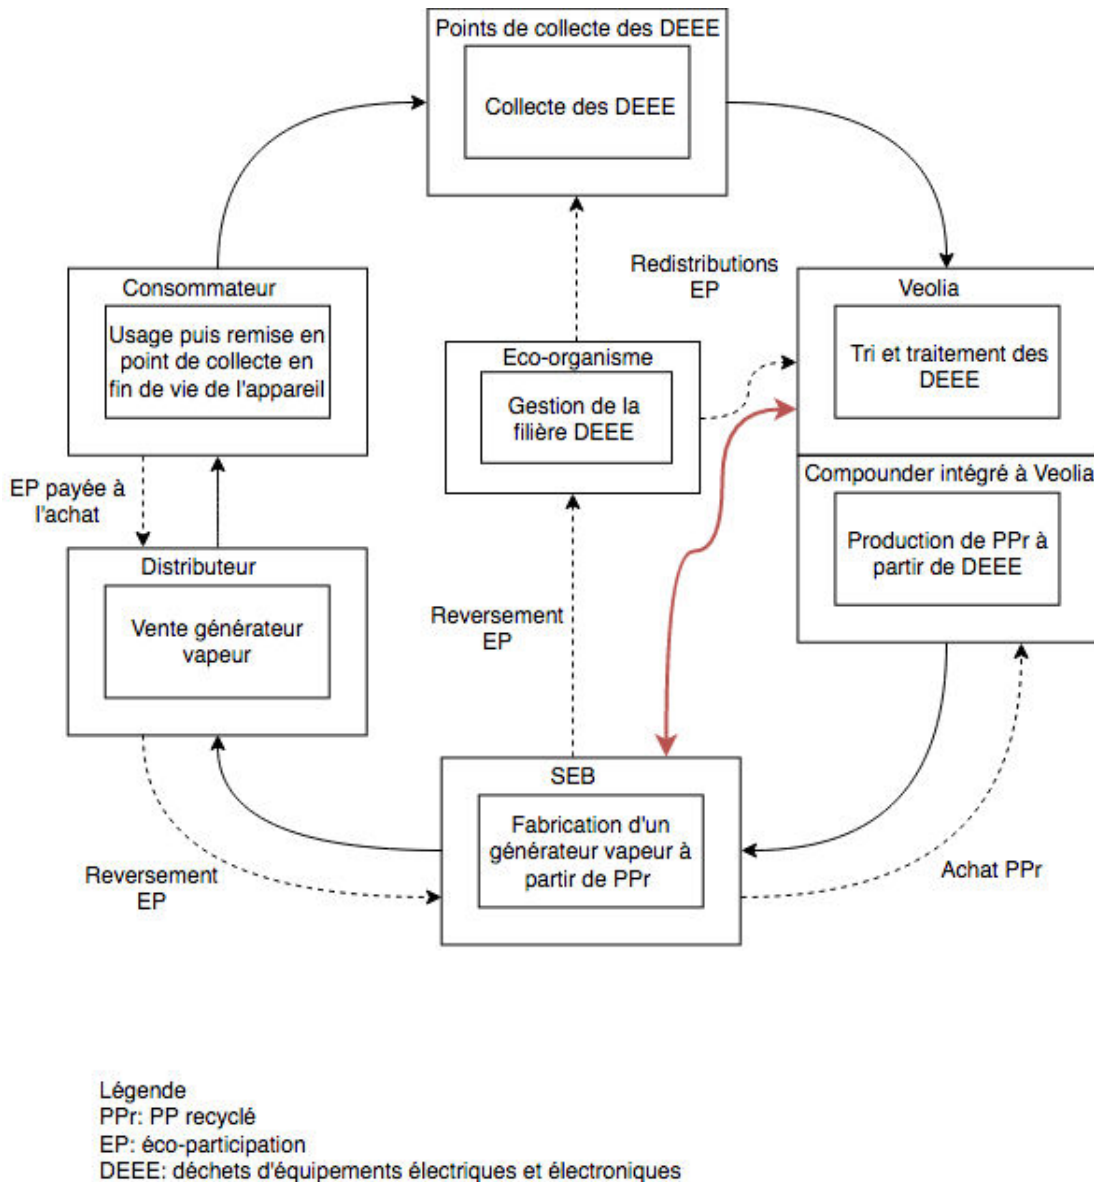 Points de collecte des DEEE
Collecte des DEEE
Redistributions
EP
Consommateur
Usage puis remise en
point de collecte en
fin de vie de l'appareil
Veolia
Tri et traitement des
DEEE
Eco-organisme
Gestion de la
filière DEEE
EP payée à
l'achat
Compounder intégré à Veolia
Production de PPr à
partir de DEEE
Distributeur
Vente générateur
vapeur
Reversement
EP
SEB
Fabrication d'un
générateur vapeur à
partir de PPr
Reversement
EP
Achat PPr
Légende
PPr: PP recyclé
EP: éco-participation
DEEE: déchets d'équipements électriques et électroniques